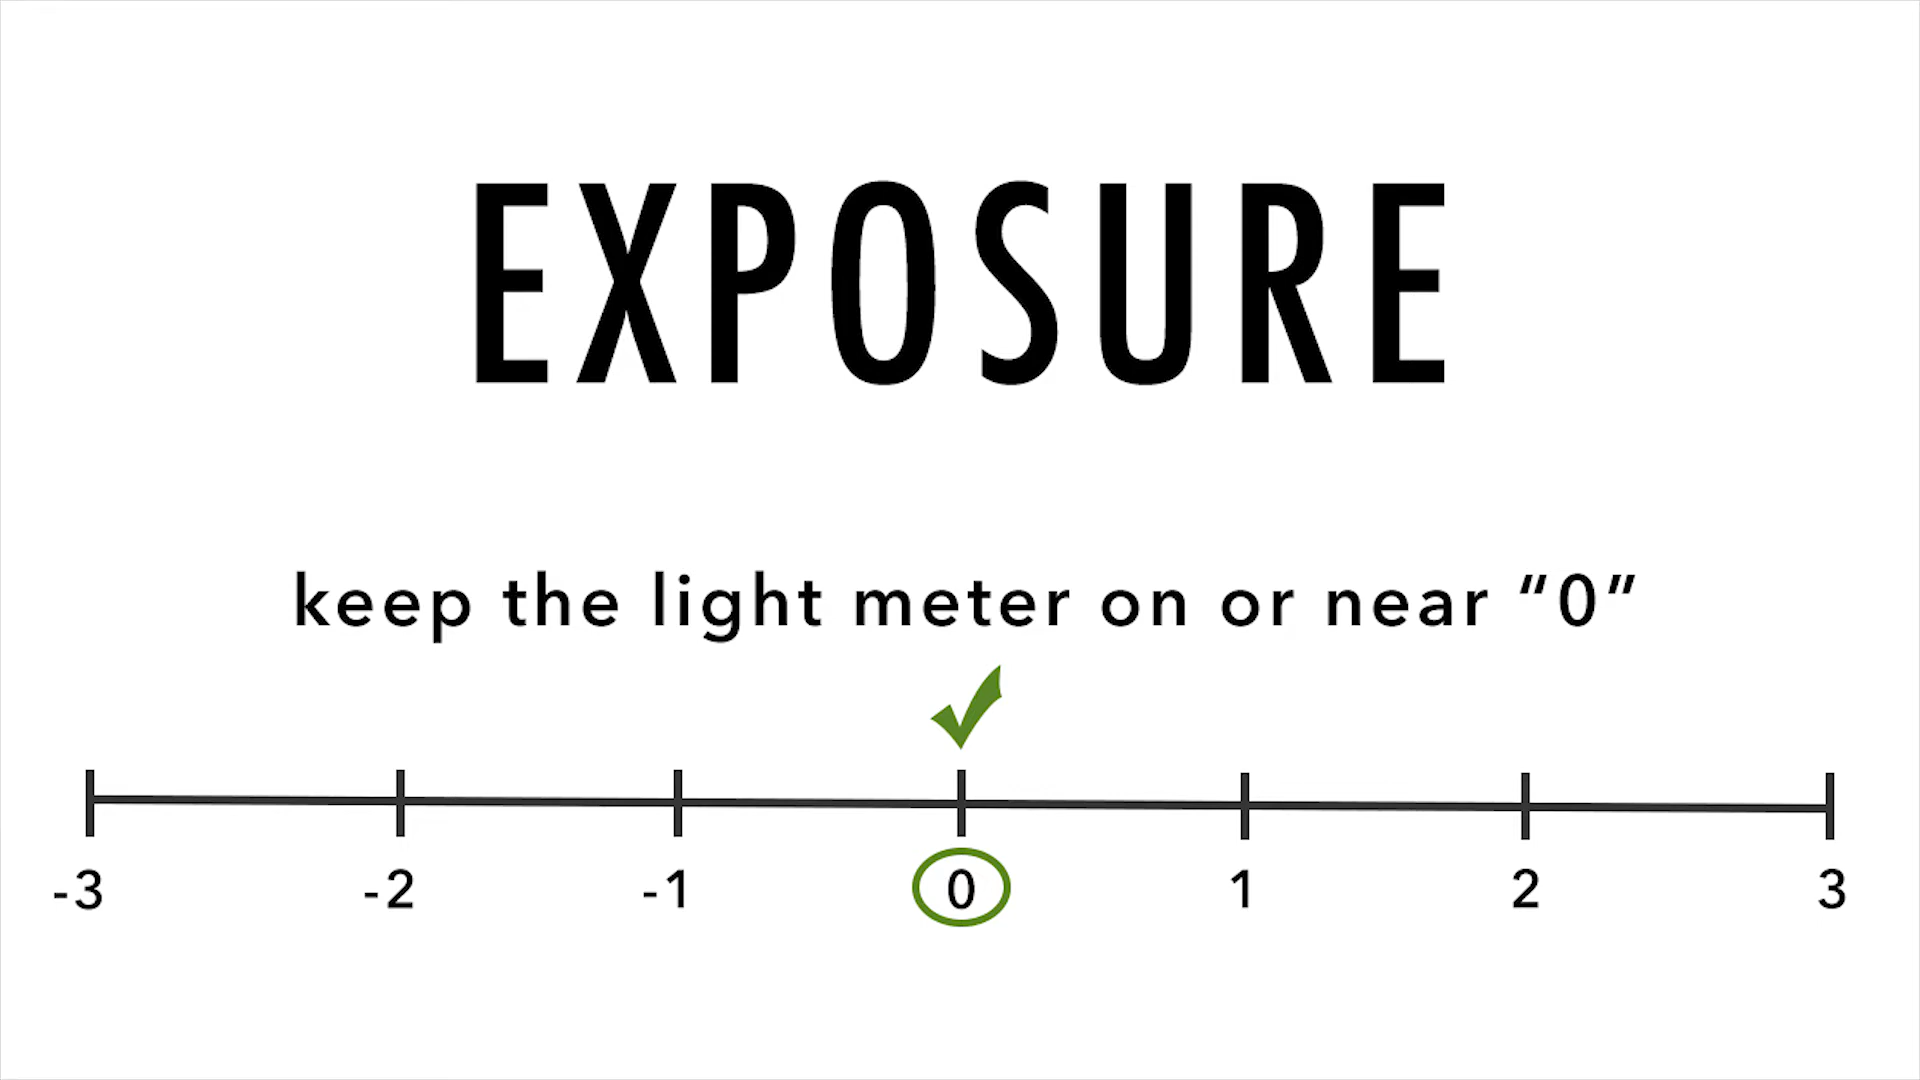 EXPOSURE
keep the light meter on or near “0”
-3 -2 -1 0 1 2 3